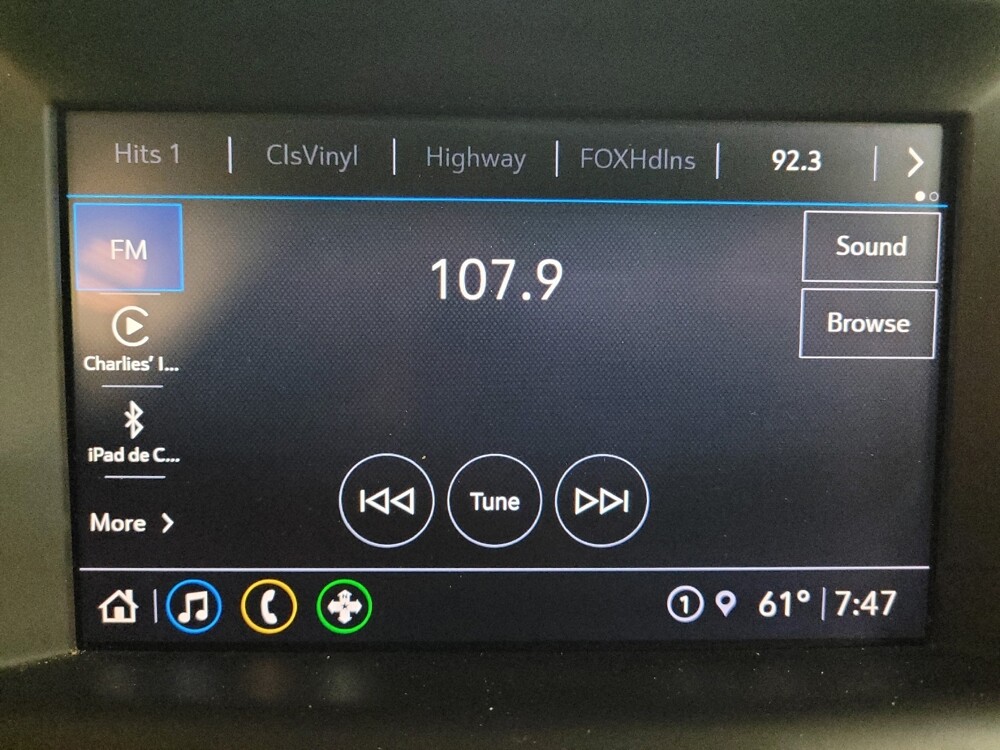 Hits 1 | ClsVinyl | Highway | FOXHdlns | 92.3
FM
107.9
Sound
Browse
Charlies' I...
iPad de C...
Tune
More
1 61° 7:47